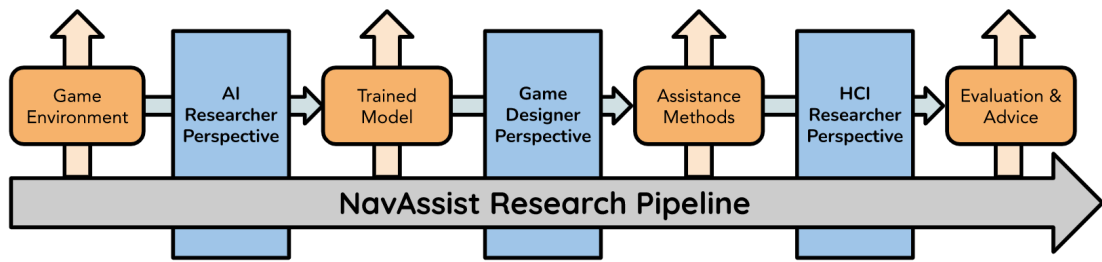 Game
Environment
AI
Researcher
Perspective
Trained
Model
Game
Designer
Perspective
Assistance
Methods
HCI
Researcher
Perspective
Evaluation &
Advice
NavAssist Research Pipeline